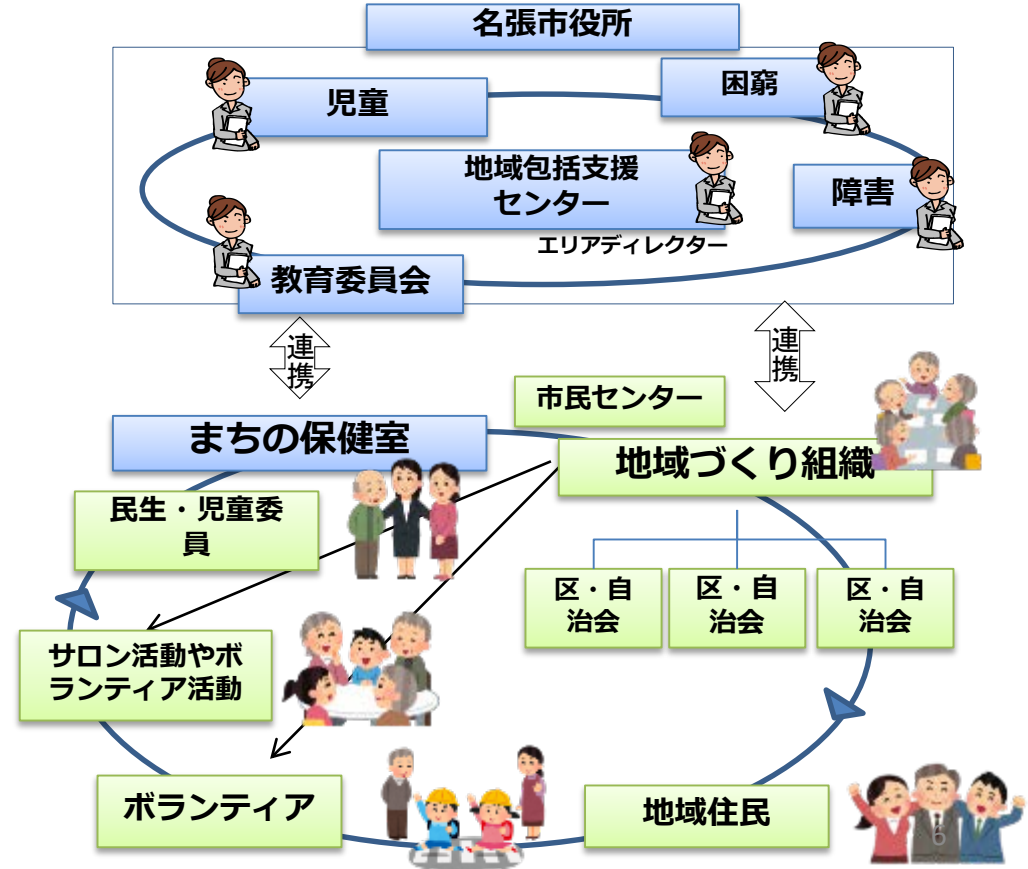 名張市役所
児童
困窮
地域包括支援
センター
障害
エリアディレクター
教育委員会
連
携
連
携
市民センター
まちの保健室
地域づくり組織
民生・児童委
員
区・自
治会
区・自
治会
区・自
治会
サロン活動やボ
ランティア活動
ボランティア
地域住民
6